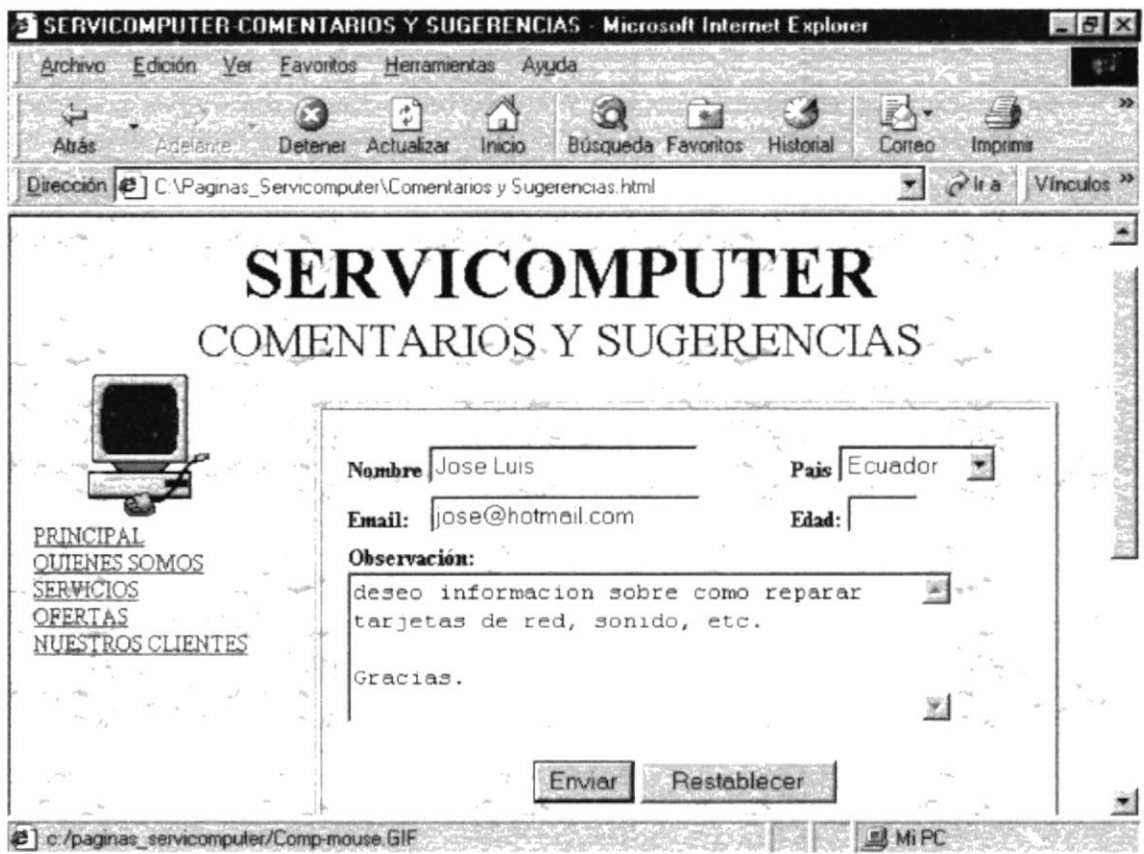 SERVICOMPUTER-COMENTARIOS Y SUGERENCIAS - Microsoft Internet Explorer
Archivo Edición Ver Favoritos Herramientas Ayuda
Atrás Adelante Detener Actualizar Inicio Búsqueda Favoritos Historial Correo Imprimir
Dirección C:\Paginas_Servicomputer\Comentarios y Sugerencias.html Ir a Vínculos
SERVICOMPUTER
COMENTARIOS Y SUGERENCIAS
Nombre Jose Luis Pais Ecuador
Email: jose@hotmail.com Edad:
PRINCIPAL
QUIENES SOMOS
SERVICIOS
OFERTAS
NUESTROS CLIENTES
Observación:
deseo informacion sobre como reparar
tarjetas de red, sonido, etc.
Gracias.
Enviar Restablecer
c:/paginas_servicomputer/Comp-mouse.GIF Mi PC